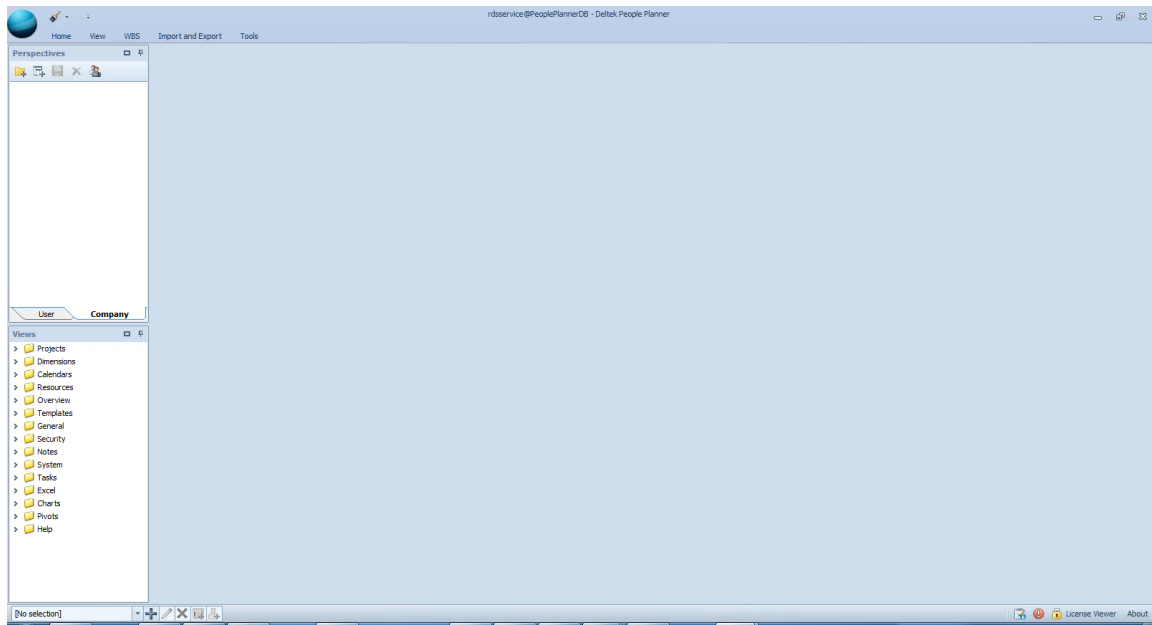 rdsservice@PeoplePlannerDB - Deltek People Planner
Home View WBS Import and Export Tools
Perspectives
User Company
Views
Projects
Dimensions
Calendars
Resources
Overview
Templates
General
Security
Notes
System
Tasks
Excel
Charts
Pivots
Help
[No selection] License Viewer About